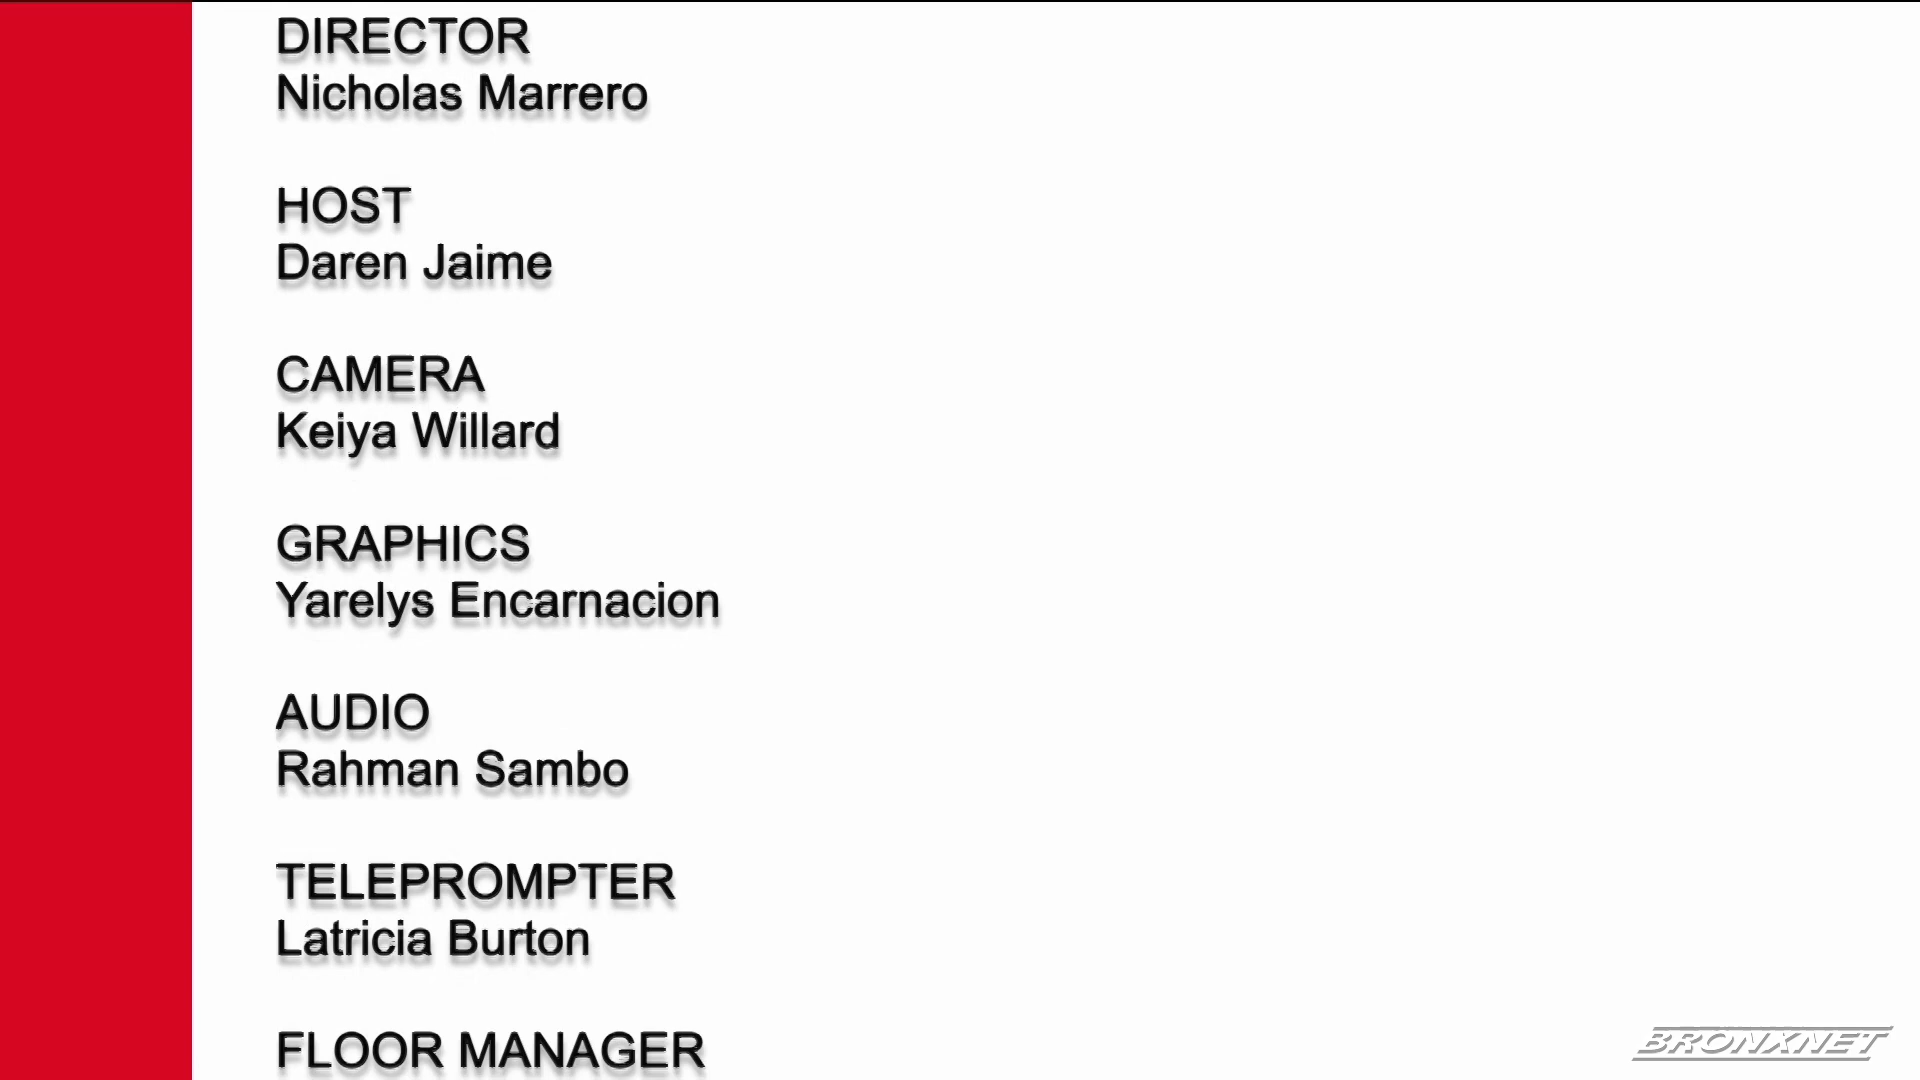 DIRECTOR
Nicholas Marrero
HOST
Daren Jaime
CAMERA
Keiya Willard
GRAPHICS
Yarelys Encarnacion
AUDIO
Rahman Sambo
TELEPROMPTER
Latricia Burton
FLOOR MANAGER
BRONXNET